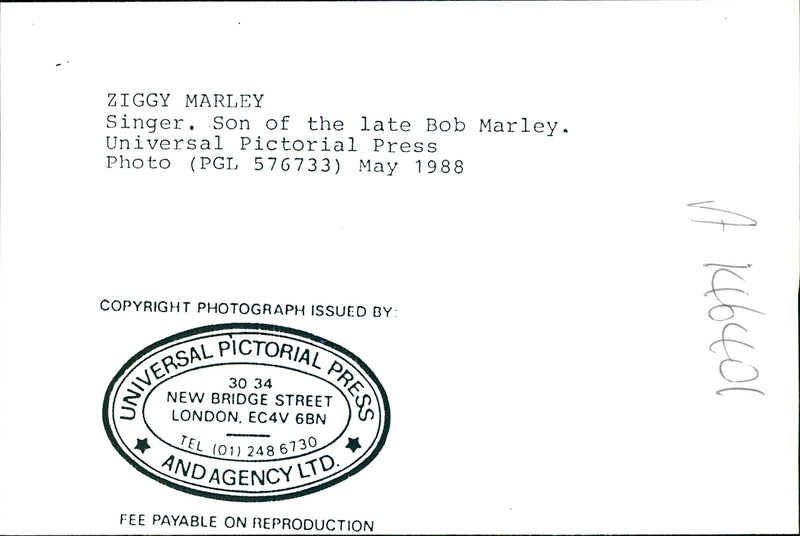 ZIGGY MARLEY
Singer. Son of the late Bob Marley.
Universal Pictorial Press
Photo (PGL 576733) May 1988
COPYRIGHT PHOTOGRAPH ISSUED BY:
UNIVERSAL PICTORIAL PRESS
30 34
NEW BRIDGE STREET
LONDON, EC4V 6BN
TEL (01) 248 6730
AND AGENCY LTD.
FEE PAYABLE ON REPRODUCTION